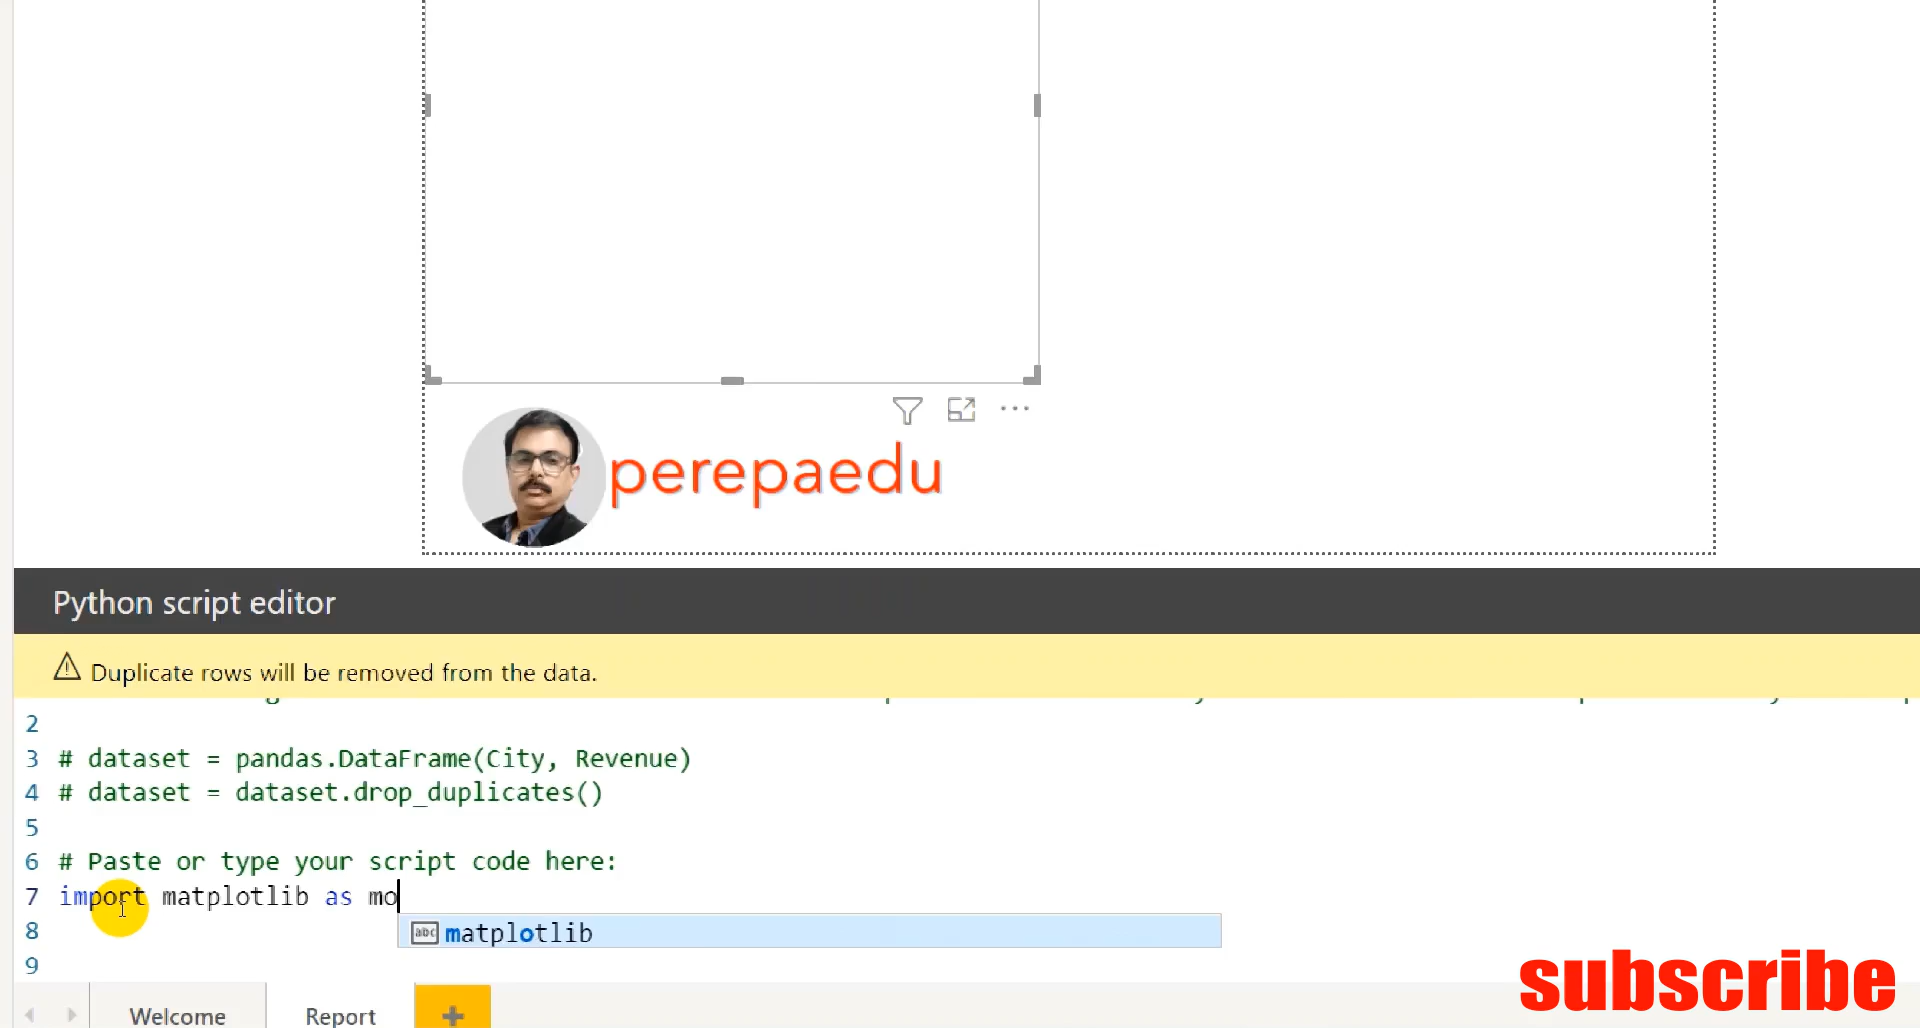 perepaedu
Python script editor
Duplicate rows will be removed from the data.
2
3 # dataset = pandas.DataFrame(City, Revenue)
4 # dataset = dataset.drop_duplicates()
5
6 # Paste or type your script code here:
7 import matplotlib as mo
8
abc matplotlib
9
subscribe
Welcome Report +